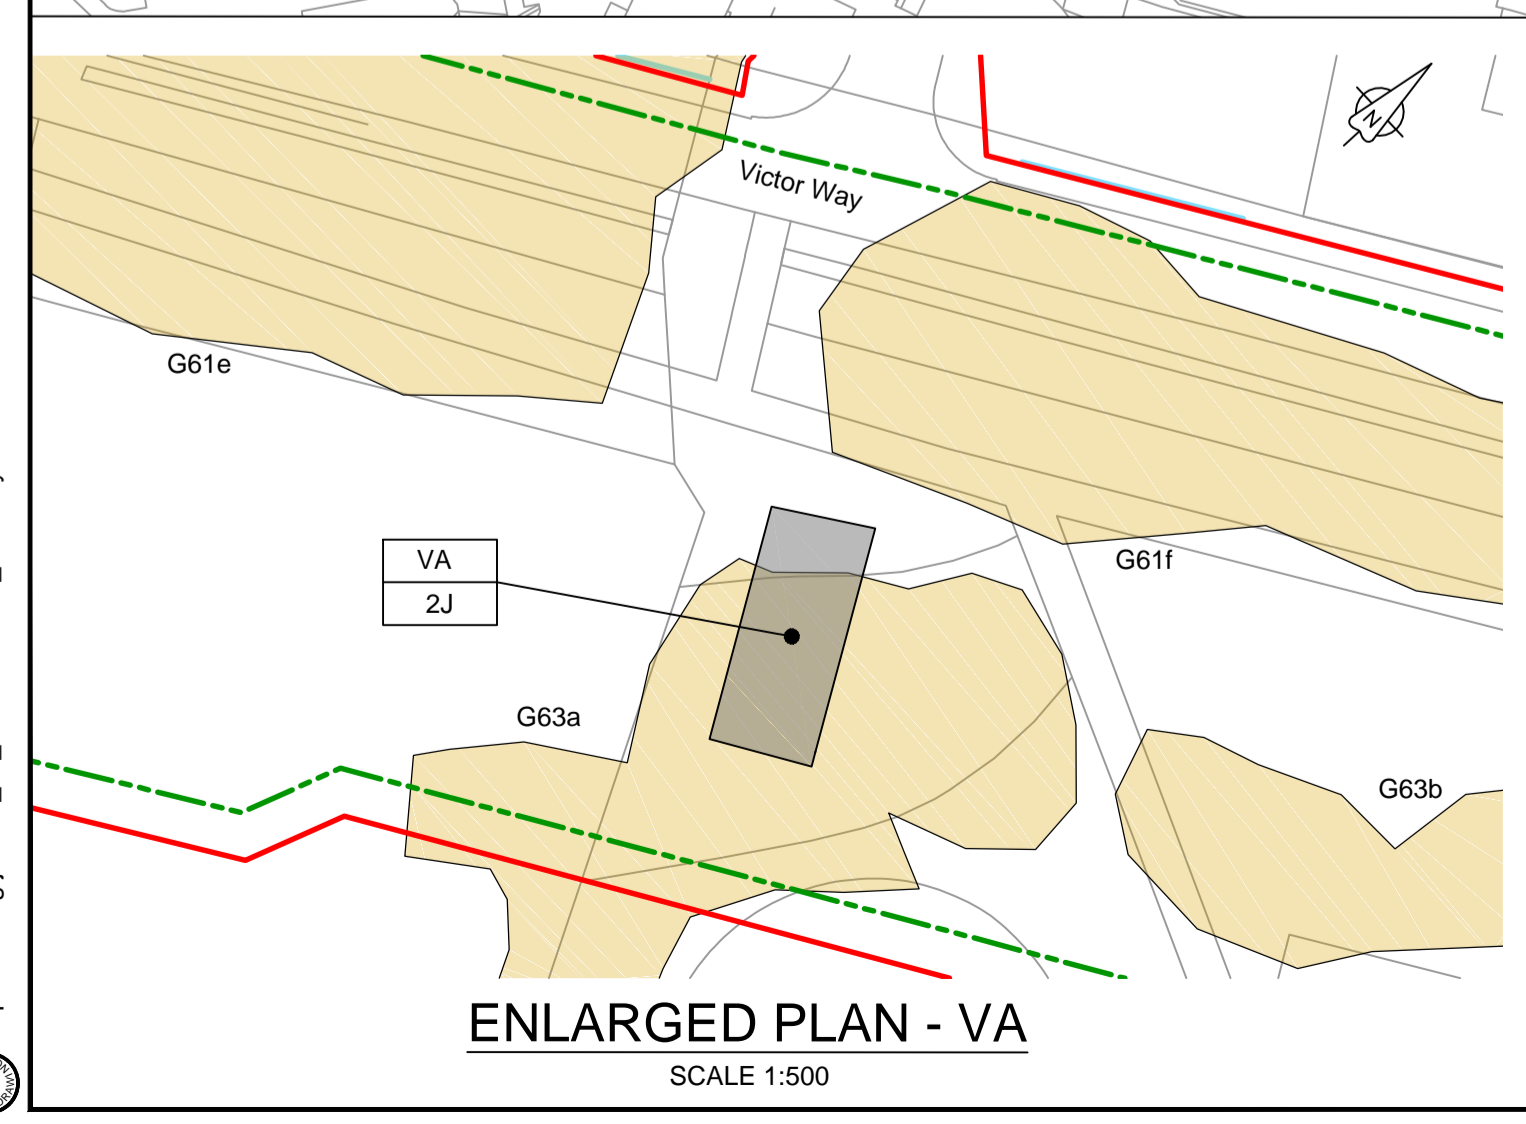 N
Victor Way
G61e
VA
2J
G61f
G63a
G63b
ENLARGED PLAN - VA
SCALE 1:500